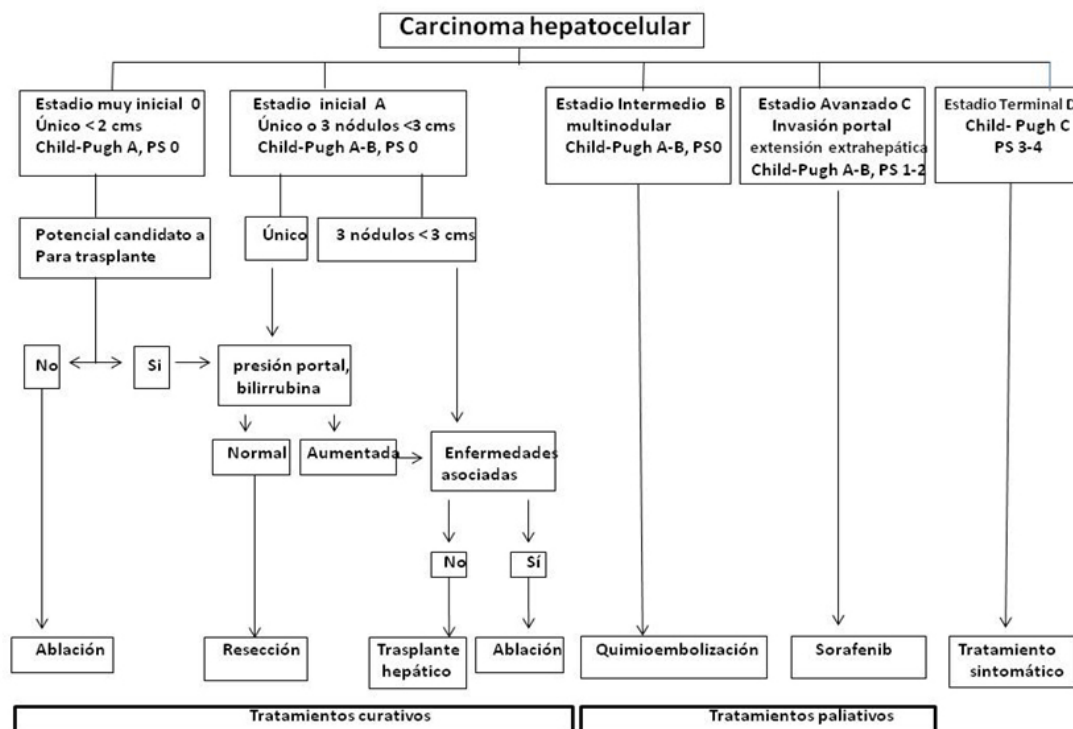 Carcinoma hepatocelular
Estadio muy inicial 0
Único < 2 cms
Child-Pugh A, PS 0
Estadio inicial A
Único o 3 nódulos <3 cms
Child-Pugh A-B, PS 0
Estadio Intermedio B
multinodular
Child-Pugh A-B, PS0
Estadio Avanzado C
Invasión portal
extensión extrahepática
Child-Pugh A-B, PS 1-2
Estadio Terminal D
Child- Pugh C
PS 3-4
Potencial candidato a
Para trasplante
Único
3 nódulos < 3 cms
No
Si
presión portal,
bilirrubina
Normal
Aumentada
Enfermedades
asociadas
No
Sí
Ablación
Resección
Trasplante
hepático
Ablación
Quimioembolización
Sorafenib
Tratamiento
sintomático
Tratamientos curativos
Tratamientos paliativos